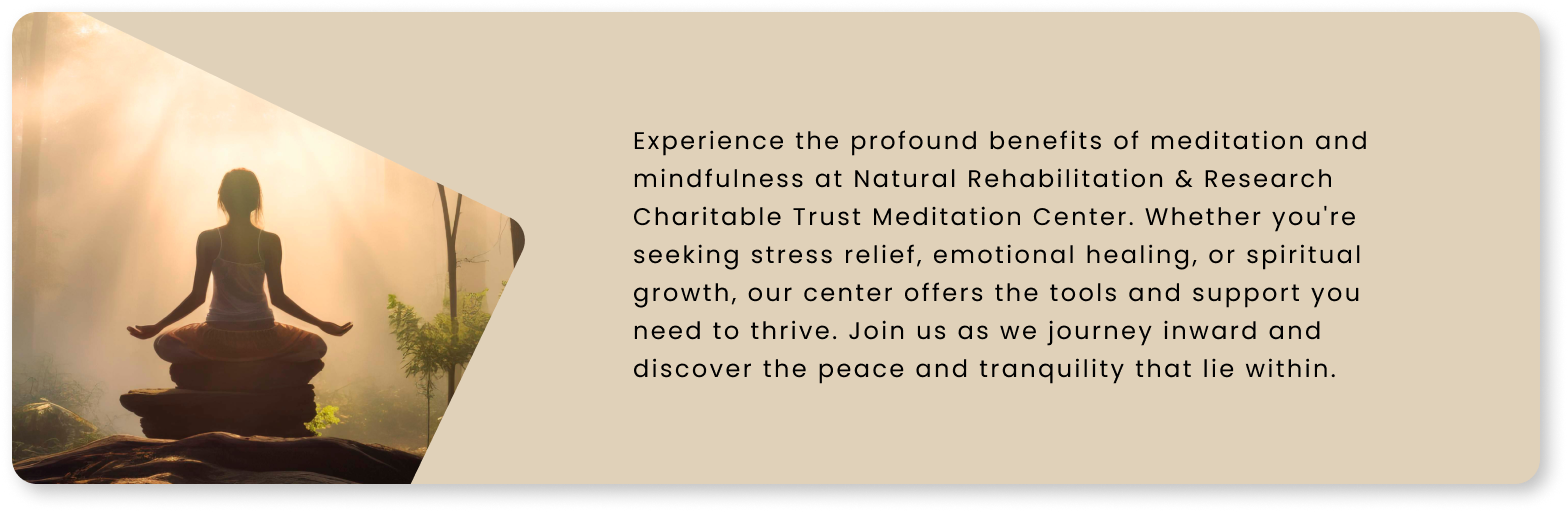 Experience the profound benefits of meditation and
mindfulness at Natural Rehabilitation & Research
Charitable Trust Meditation Center. Whether you're
seeking stress relief, emotional healing, or spiritual
growth, our center offers the tools and support you
need to thrive. Join us as we journey inward and
discover the peace and tranquility that lie within.